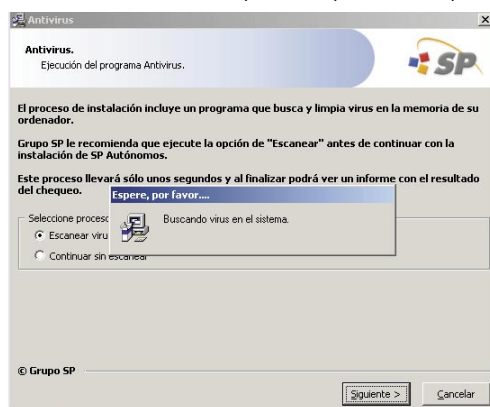 Antivirus
Antivirus.
Ejecución del programa Antivirus.
SP
El proceso de instalación incluye un programa que busca y limpia virus en la memoria de su
ordenador.
Grupo SP le recomienda que ejecute la opción de "Escanear" antes de continuar con la
instalación de SP Autónomos.
Este proceso llevará sólo unos segundos y al finalizar podrá ver un informe con el resultado
del chequeo.
Espere, por favor....
Buscando virus en el sistema.
Seleccione proceso
Escanear viru
Continuar sin escanear
© Grupo SP
Siguiente >
Cancelar